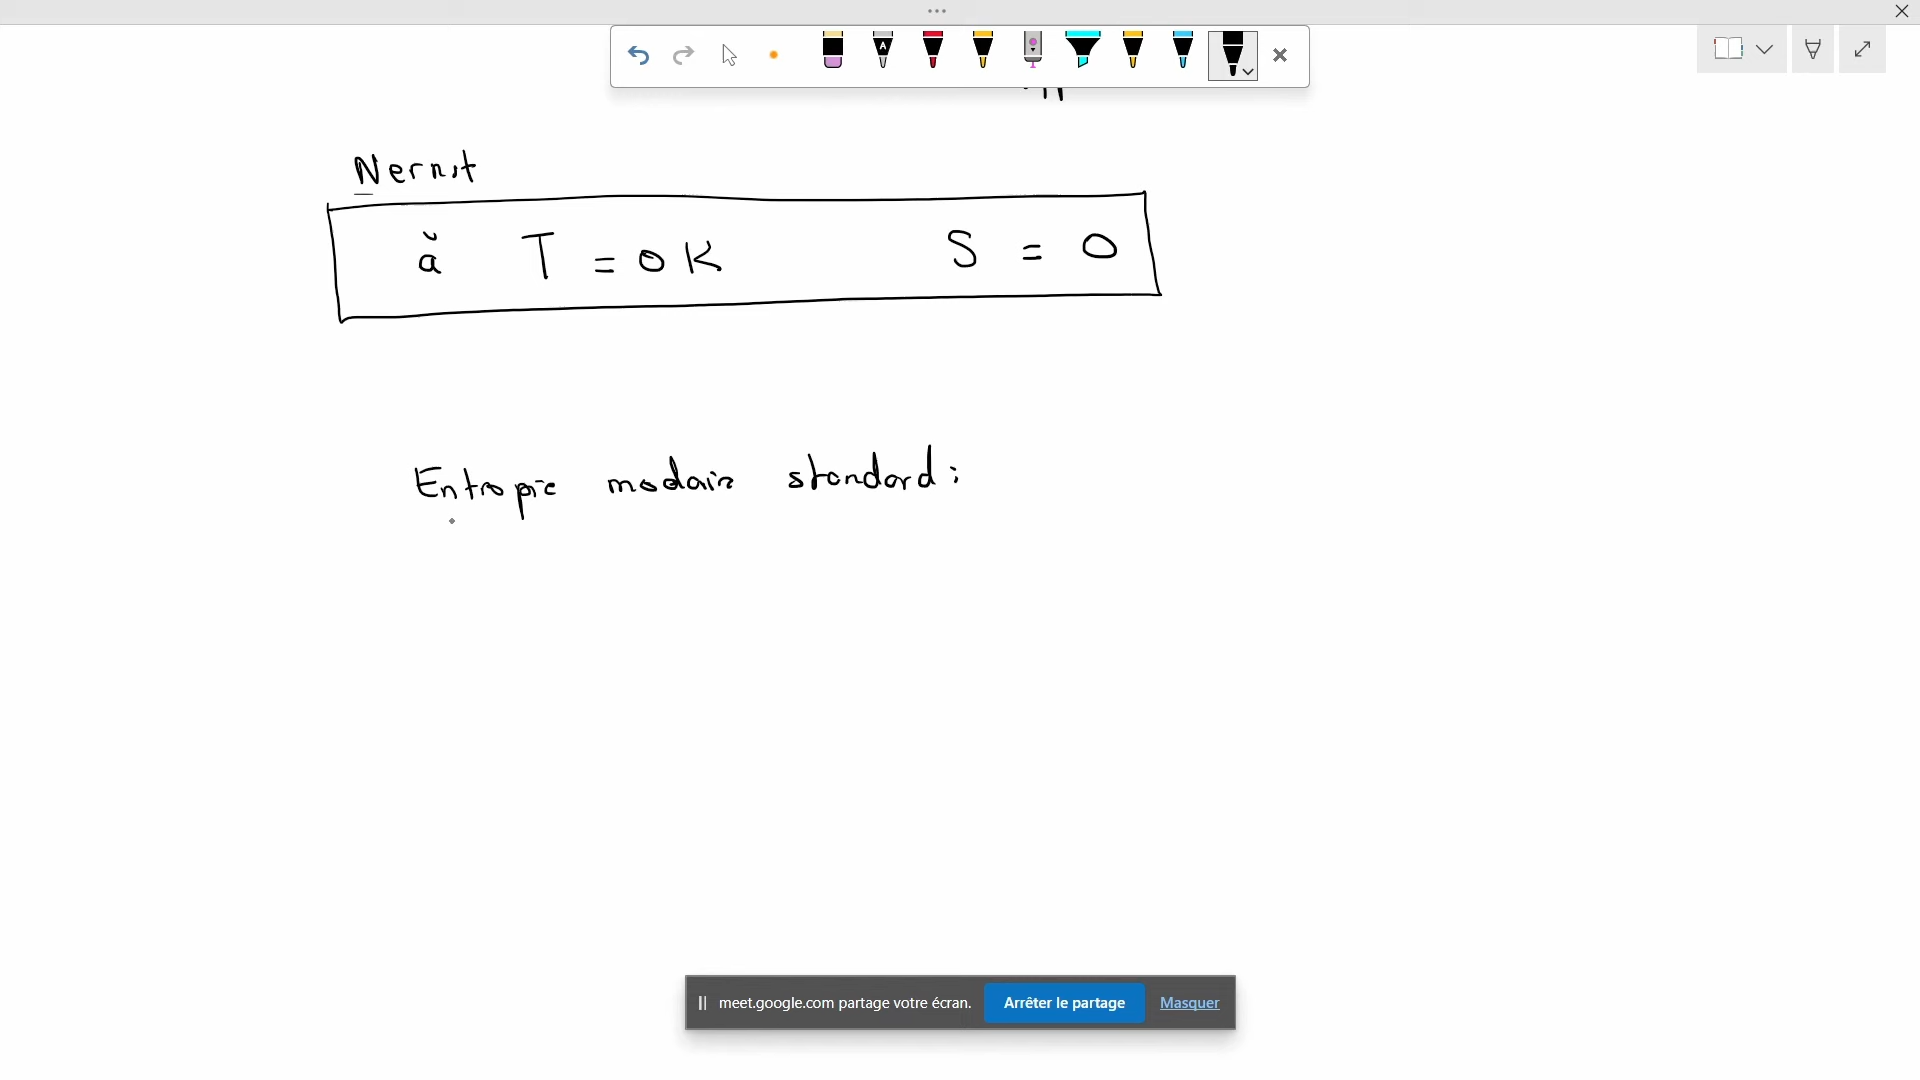 Nernst
à T = 0 K S = 0
Entropie molaire standard :
meet.google.com partage votre écran. Arrêter le partage Masquer